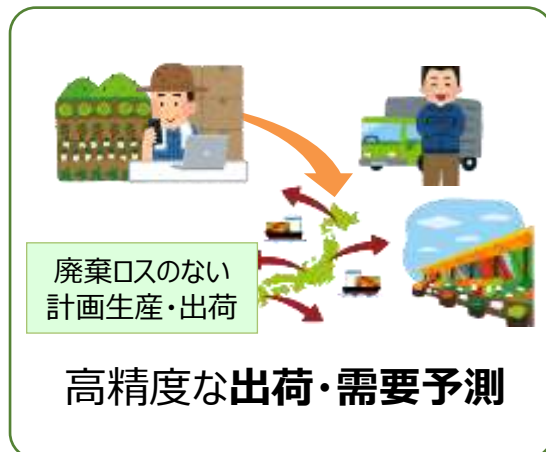 廃棄ロスのない
計画生産・出荷
高精度な出荷・需要予測